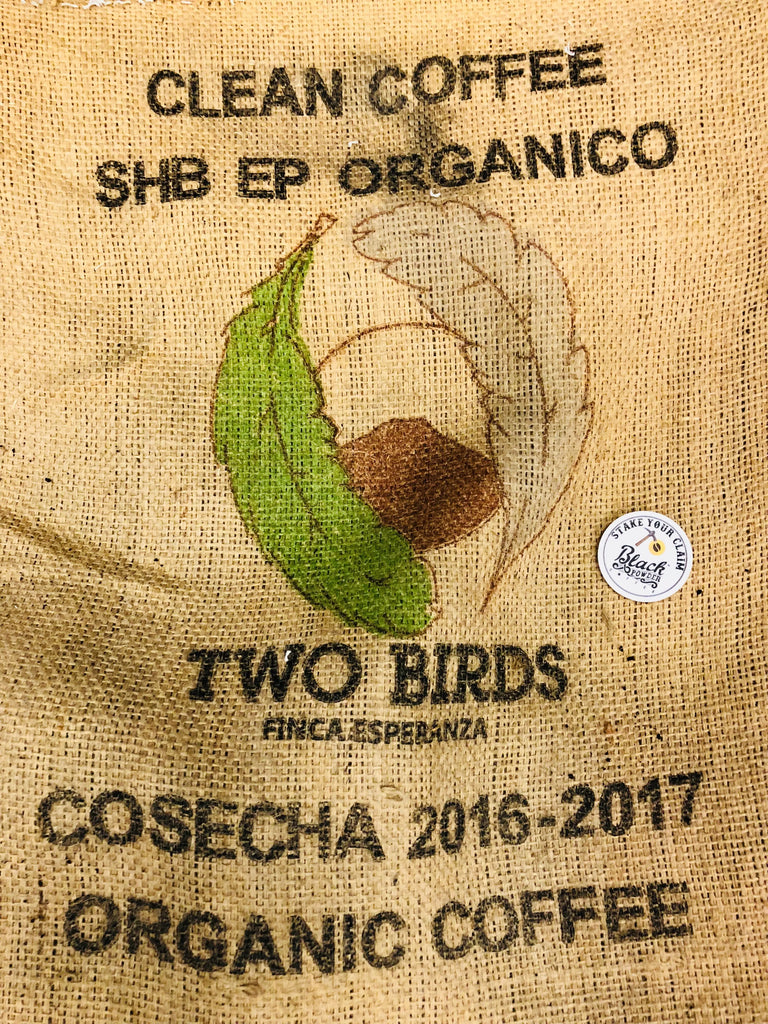 CLEAN COFFEE
SHB EP ORGANICO
STAKE YOUR CLAIM
Black
POWDER
TWO BIRDS
FINCA ESPERANZA
COSECHA 2016-2017
ORGANIC COFFEE